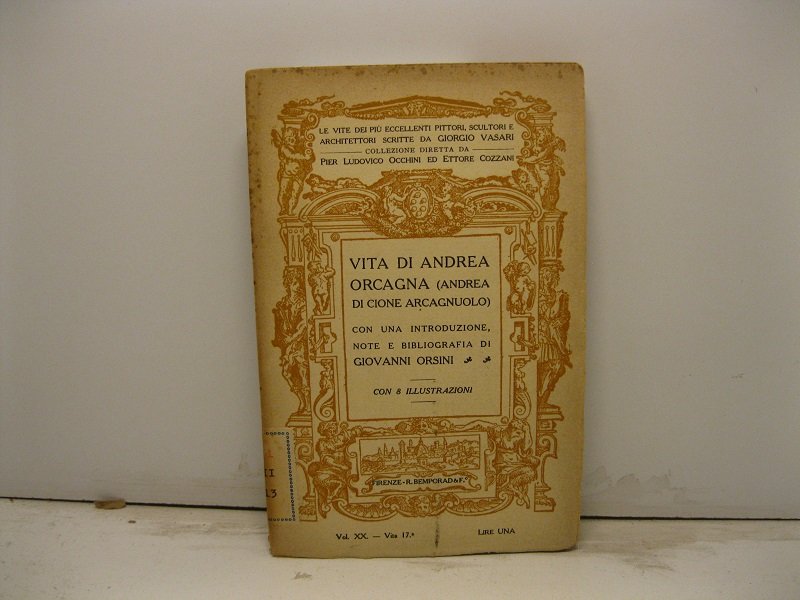 LE VITE DEI PIÙ ECCELLENTI PITTORI, SCULTORI E
ARCHITETTORI SCRITTE DA GIORGIO VASARI
COLLEZIONE DIRETTA DA
PIER LUDOVICO OCCHINI ED ETTORE COZZANI
VITA DI ANDREA
ORCAGNA (ANDREA
DI CIONE ARCAGNUOLO)
CON UNA INTRODUZIONE,
NOTE E BIBLIOGRAFIA DI
GIOVANNI ORSINI
CON 8 ILLUSTRAZIONI
FIRENZE-R. BEMPORAD & F.º
Vol. XX. — Vita 17.ª
LIRE UNA
II
13